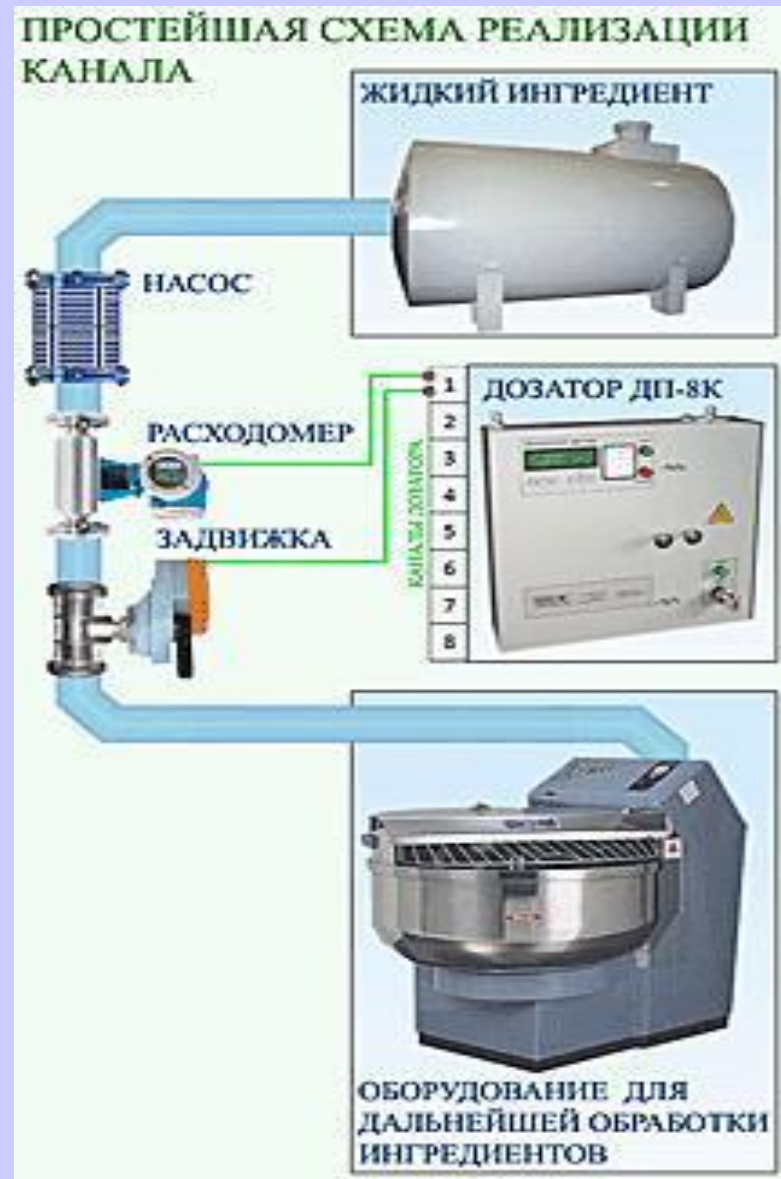 ПРОСТЕЙШАЯ СХЕМА РЕАЛИЗАЦИИ
КАНАЛА
ЖИДКИЙ ИНГРЕДИЕНТ
НАСОС
РАСХОДОМЕР
ЗАДВИЖКА
ДОЗАТОР ДП-8К
КАНАЛЫ ДОЗАТОРА
1
2
3
4
5
6
7
8
ОБОРУДОВАНИЕ ДЛЯ
ДАЛЬНЕЙШЕЙ ОБРАБОТКИ
ИНГРЕДИЕНТОВ